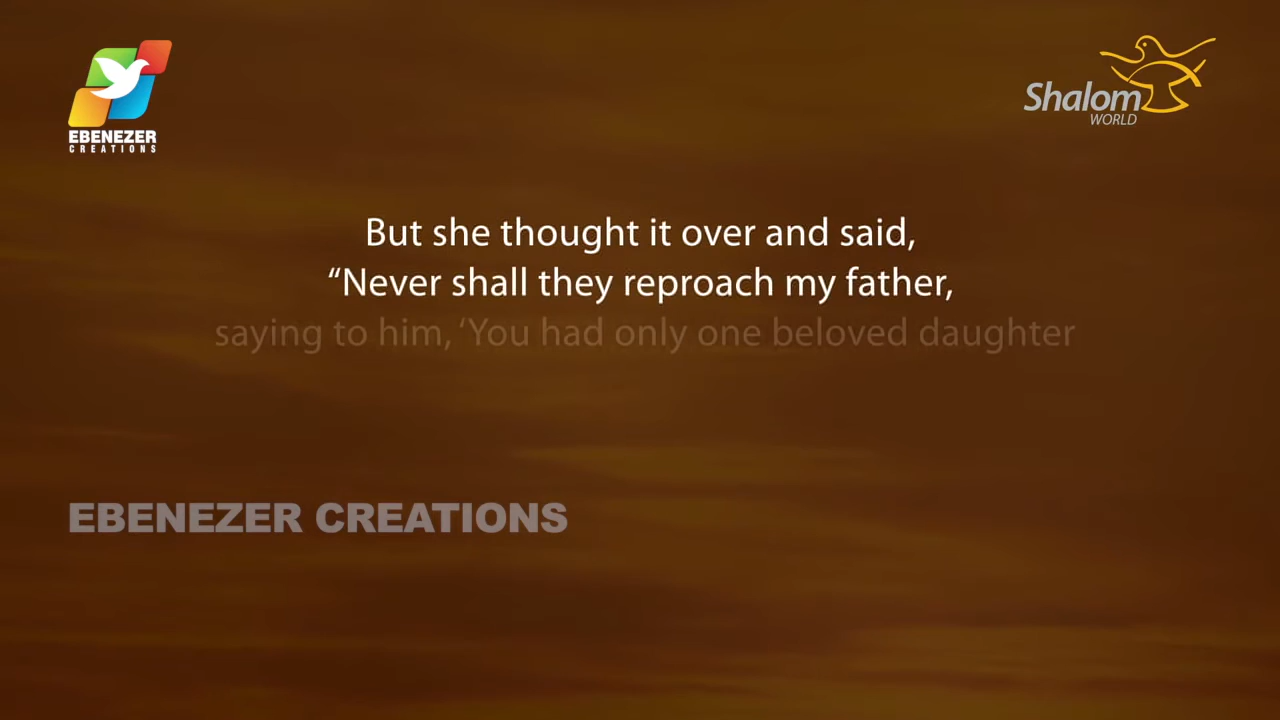 EBENEZER
CREATIONS
Shalom
WORLD
But she thought it over and said,
“Never shall they reproach my father,
saying to him, ‘You had only one beloved daughter
EBENEZER CREATIONS